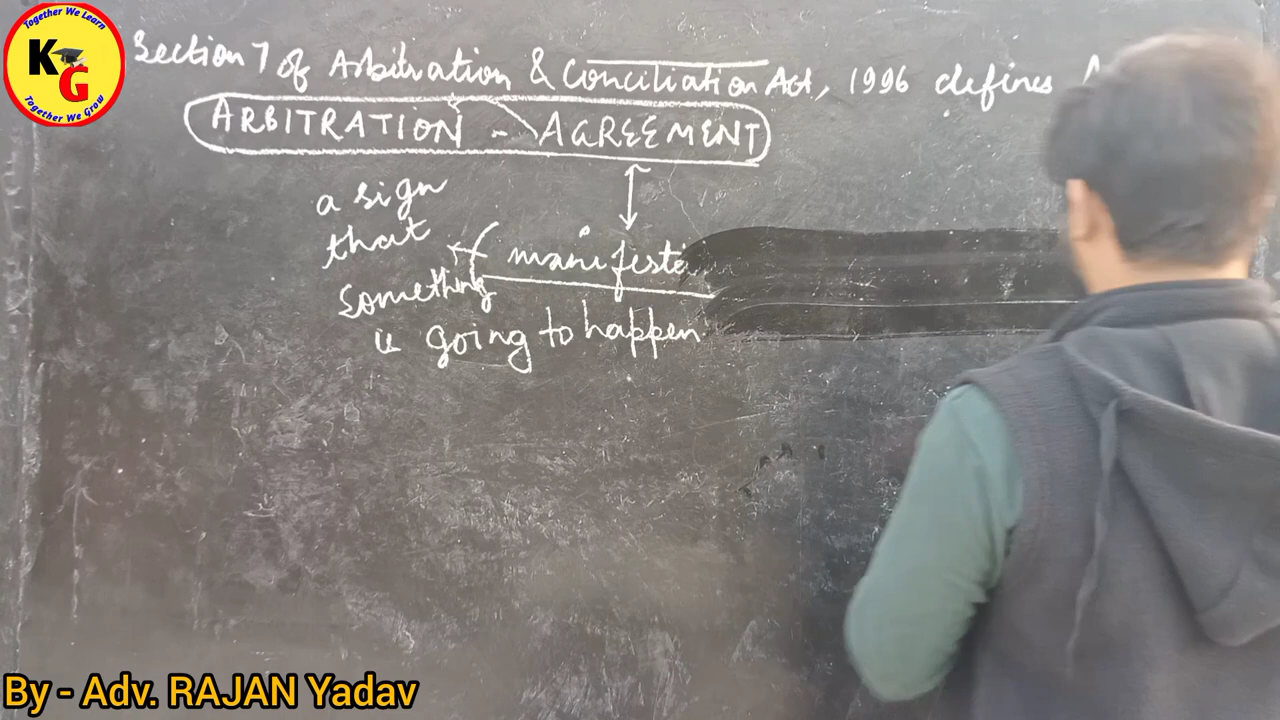 Together We Learn
KG
Together We Grow
Section 7 of Arbitration & Conciliation Act, 1996 defines
ARBITRATION - AGREEMENT
a sign
that
manifest
something
is going to happen
By - Adv. RAJAN Yadav